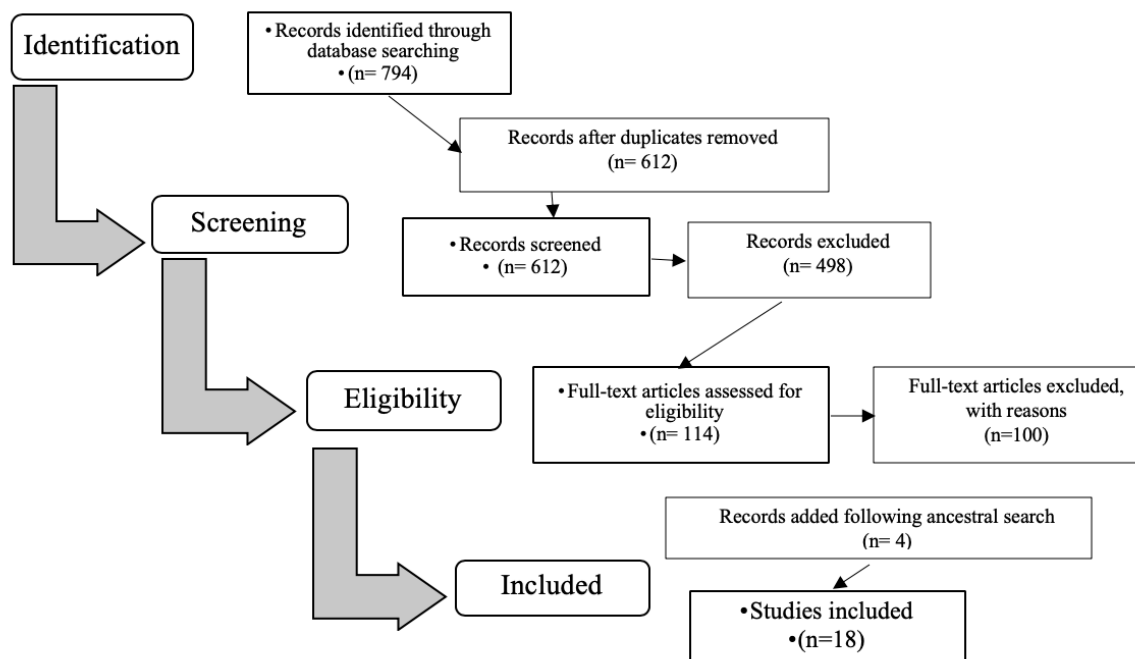 Identification
• Records identified through
database searching
• (n= 794)
Records after duplicates removed
(n= 612)
Screening
• Records screened
• (n= 612)
Records excluded
(n= 498)
Eligibility
• Full-text articles assessed for
eligibility
• (n= 114)
Full-text articles excluded,
with reasons
(n=100)
Records added following ancestral search
(n= 4)
Included
• Studies included
• (n=18)